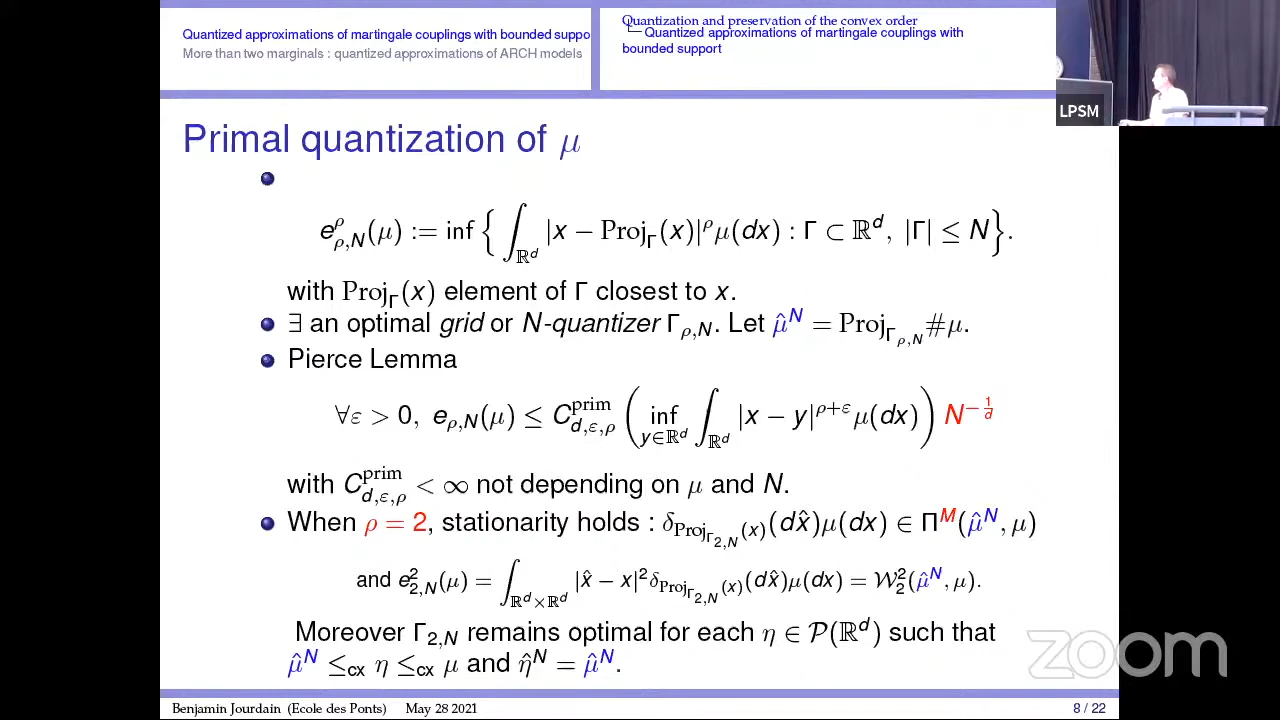 Quantized approximations of martingale couplings with bounded suppo
More than two marginals : quantized approximations of ARCH models
Quantization and preservation of the convex order
Quantized approximations of martingale couplings with
bounded support
LPSM
Primal quantization of μ
e^ρ_{ρ,N}(μ) := inf { ∫_{ℝ^d} |x − Proj_Γ(x)|^ρ μ(dx) : Γ ⊂ ℝ^d, |Γ| ≤ N }.
with Proj_Γ(x) element of Γ closest to x.
∃ an optimal grid or N-quantizer Γ_{ρ,N}. Let μ̂^N = Proj_{Γ_{ρ,N}}#μ.
Pierce Lemma
∀ε > 0, e_{ρ,N}(μ) ≤ C^{prim}_{d,ε,ρ} ( inf_{y∈ℝ^d} ∫_{ℝ^d} |x − y|^{ρ+ε} μ(dx) ) N^{−1/d}
with C^{prim}_{d,ε,ρ} < ∞ not depending on μ and N.
When ρ = 2, stationarity holds : δ_{Proj_{Γ_{2,N}}(x)}(dx̂)μ(dx) ∈ Π^M(μ̂^N, μ)
and e^2_{2,N}(μ) = ∫_{ℝ^d×ℝ^d} |x̂ − x|^2 δ_{Proj_{Γ_{2,N}}(x)}(dx̂)μ(dx) = 𝒲^2_2(μ̂^N, μ).
Moreover Γ_{2,N} remains optimal for each η ∈ 𝒫(ℝ^d) such that
μ̂^N ≤_{cx} η ≤_{cx} μ and η̂^N = μ̂^N.
zoom
Benjamin Jourdain (Ecole des Ponts) May 28 2021 8 / 22